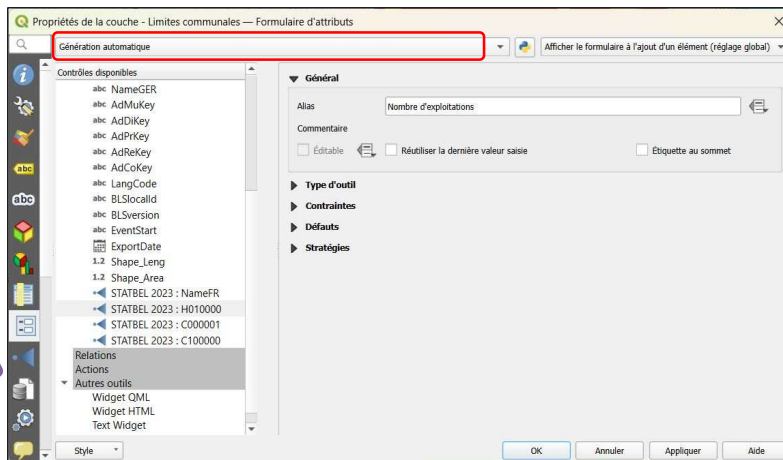 Propriétés de la couche - Limites communales — Formulaire d'attributs
Génération automatique
Afficher le formulaire à l'ajout d'un élément (réglage global)
Contrôles disponibles
abc NameGER
abc AdMuKey
abc AdDiKey
abc AdPrKey
abc AdReKey
abc AdCoKey
abc LangCode
abc BLSlocalId
abc BLSversion
abc EventStart
ExportDate
1.2 Shape_Leng
1.2 Shape_Area
STATBEL 2023 : NameFR
STATBEL 2023 : H010000
STATBEL 2023 : C000001
STATBEL 2023 : C100000
Relations
Actions
Autres outils
Widget QML
Widget HTML
Text Widget
Général
Alias Nombre d'exploitations
Commentaire
Éditable Réutiliser la dernière valeur saisie Étiquette au sommet
Type d'outil
Contraintes
Défauts
Stratégies
abc
abc
Style OK Annuler Appliquer Aide